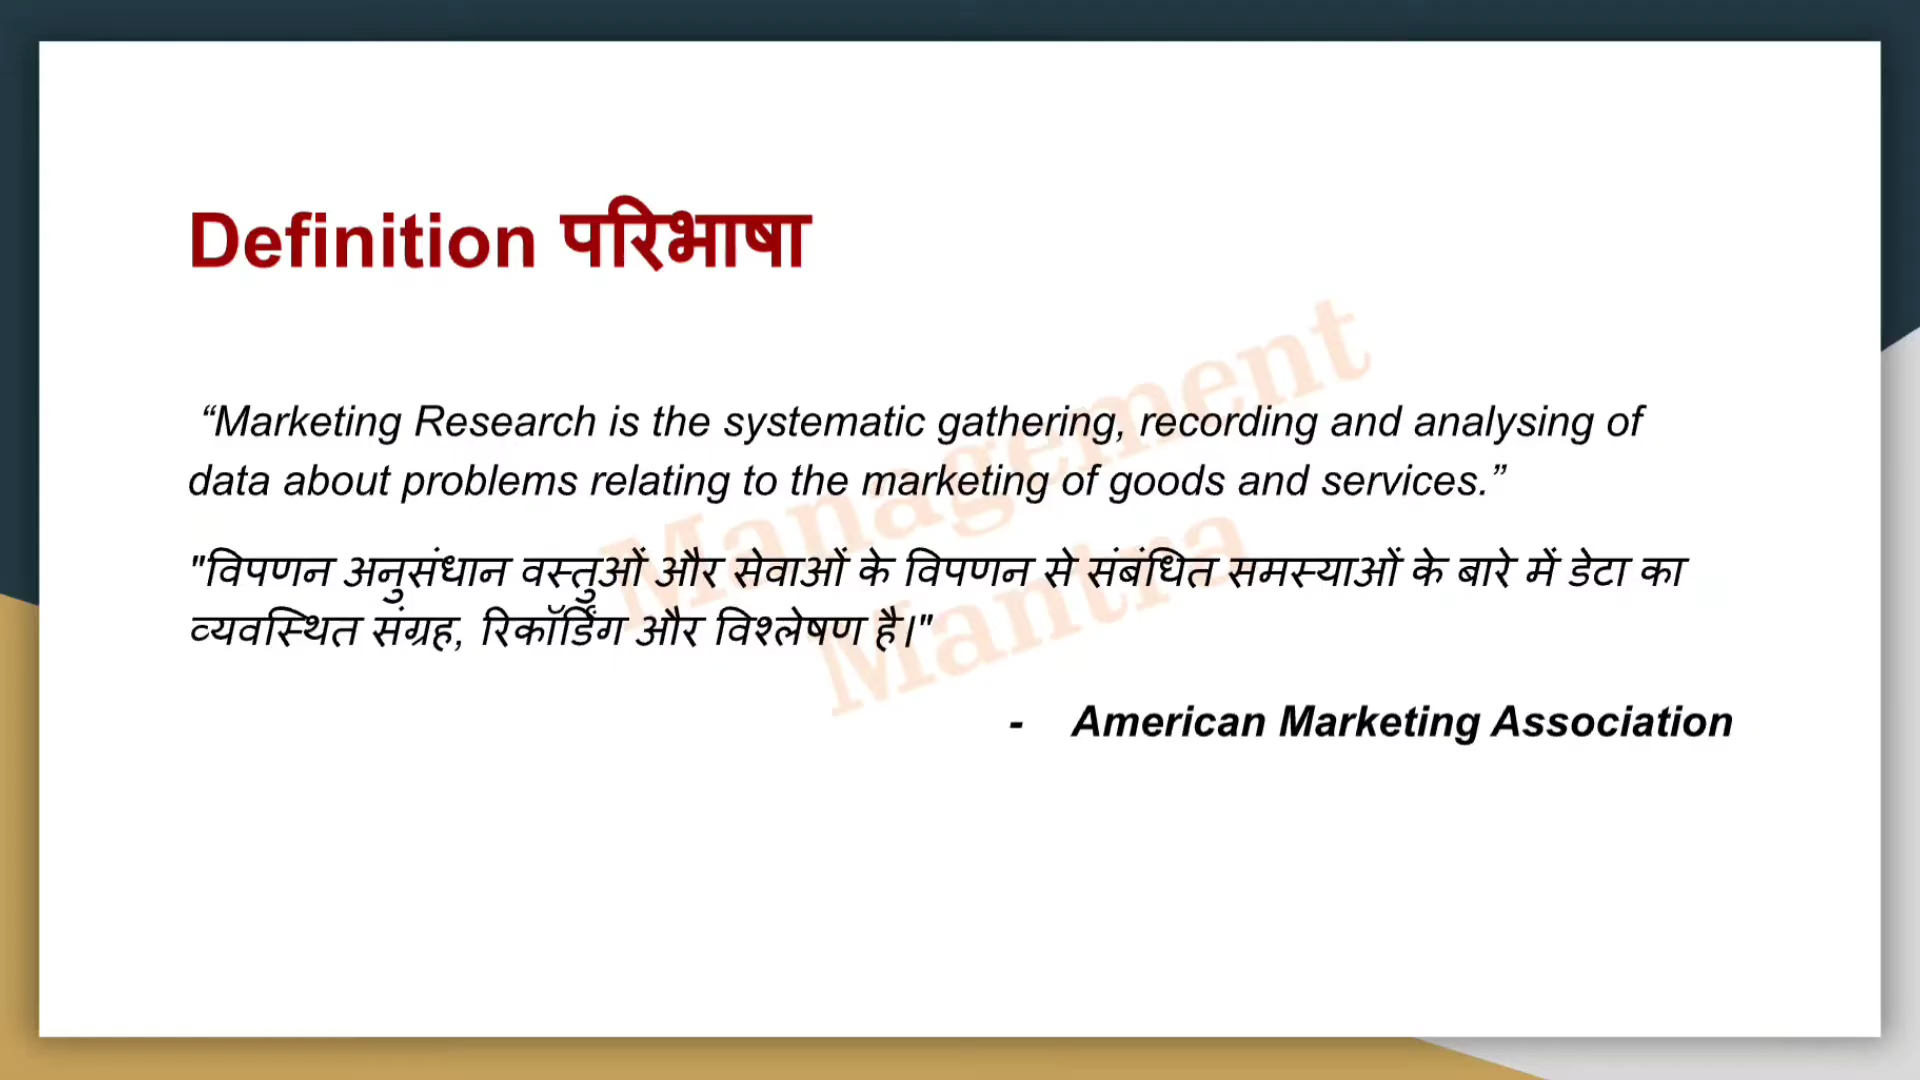 Definition परिभाषा
“Marketing Research is the systematic gathering, recording and analysing of
data about problems relating to the marketing of goods and services.”
"विपणन अनुसंधान वस्तुओं और सेवाओं के विपणन से संबंधित समस्याओं के बारे में डेटा का
व्यवस्थित संग्रह, रिकॉर्डिंग और विश्लेषण है।"
- American Marketing Association
Management
Mantra